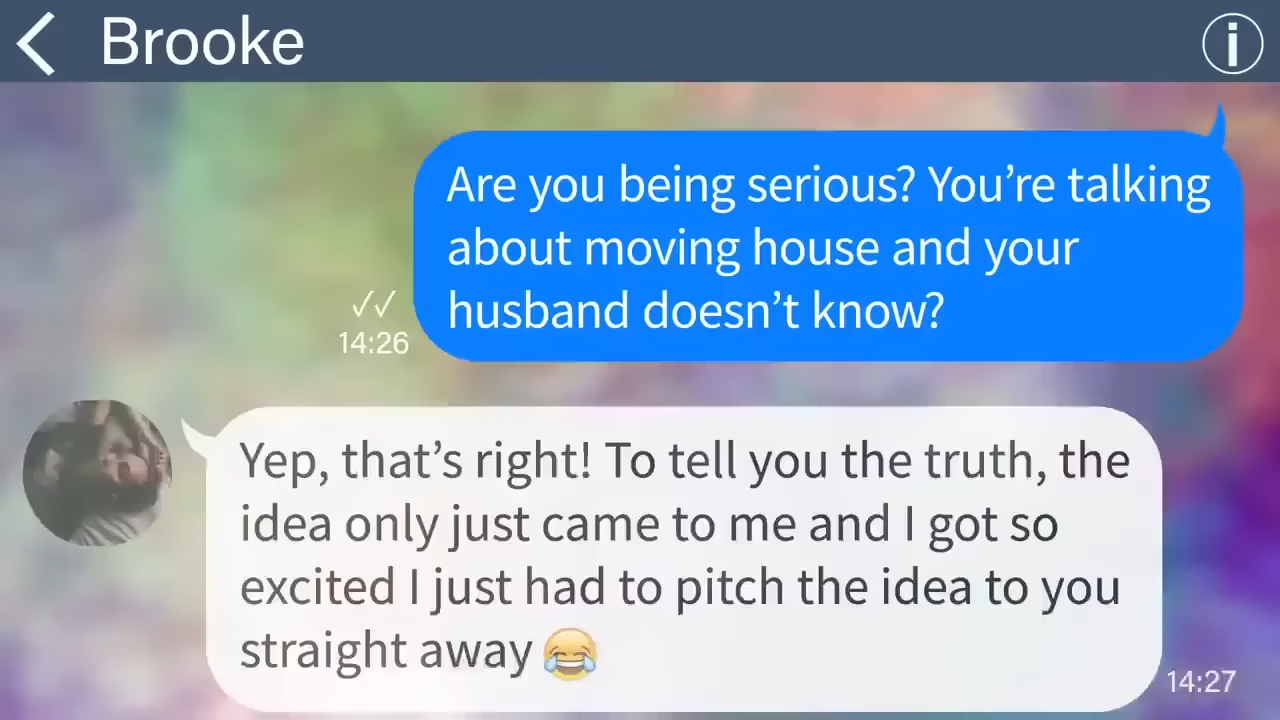 Brooke
Are you being serious? You’re talking
about moving house and your
husband doesn’t know?
14:26
Yep, that’s right! To tell you the truth, the
idea only just came to me and I got so
excited I just had to pitch the idea to you
straight away 😂
14:27